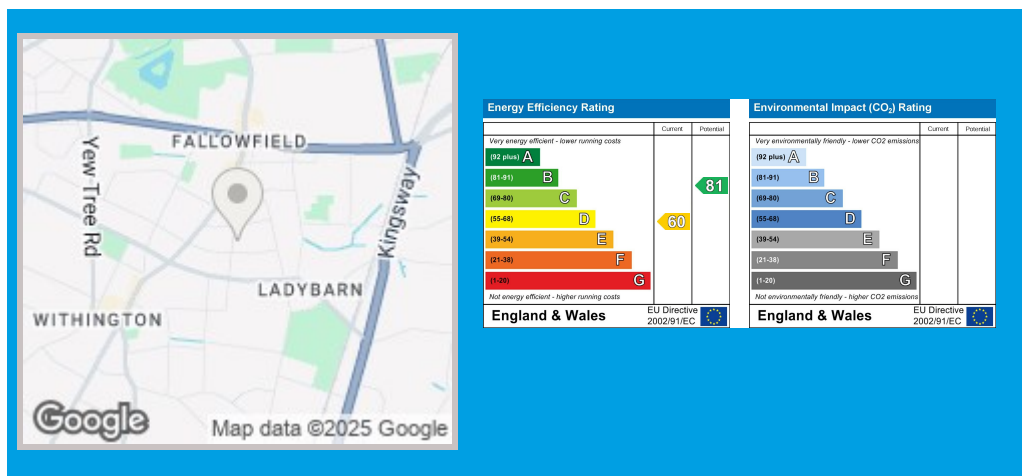 FALLOWFIELD
Yew Tree Rd
Kingsway
LADYBARN
WITHINGTON
Google
Map data ©2025 Google
Energy Efficiency Rating
Current Potential
Very energy efficient - lower running costs
(92 plus) A
(81-91) B
81
(69-80) C
(55-68) D
60
(39-54) E
(21-38) F
(1-20) G
Not energy efficient - higher running costs
England & Wales
EU Directive
2002/91/EC
Environmental Impact (CO2) Rating
Current Potential
Very environmentally friendly - lower CO2 emissions
(92 plus) A
(81-91) B
(69-80) C
(55-68) D
(39-54) E
(21-38) F
(1-20) G
Not environmentally friendly - higher CO2 emissions
England & Wales
EU Directive
2002/91/EC